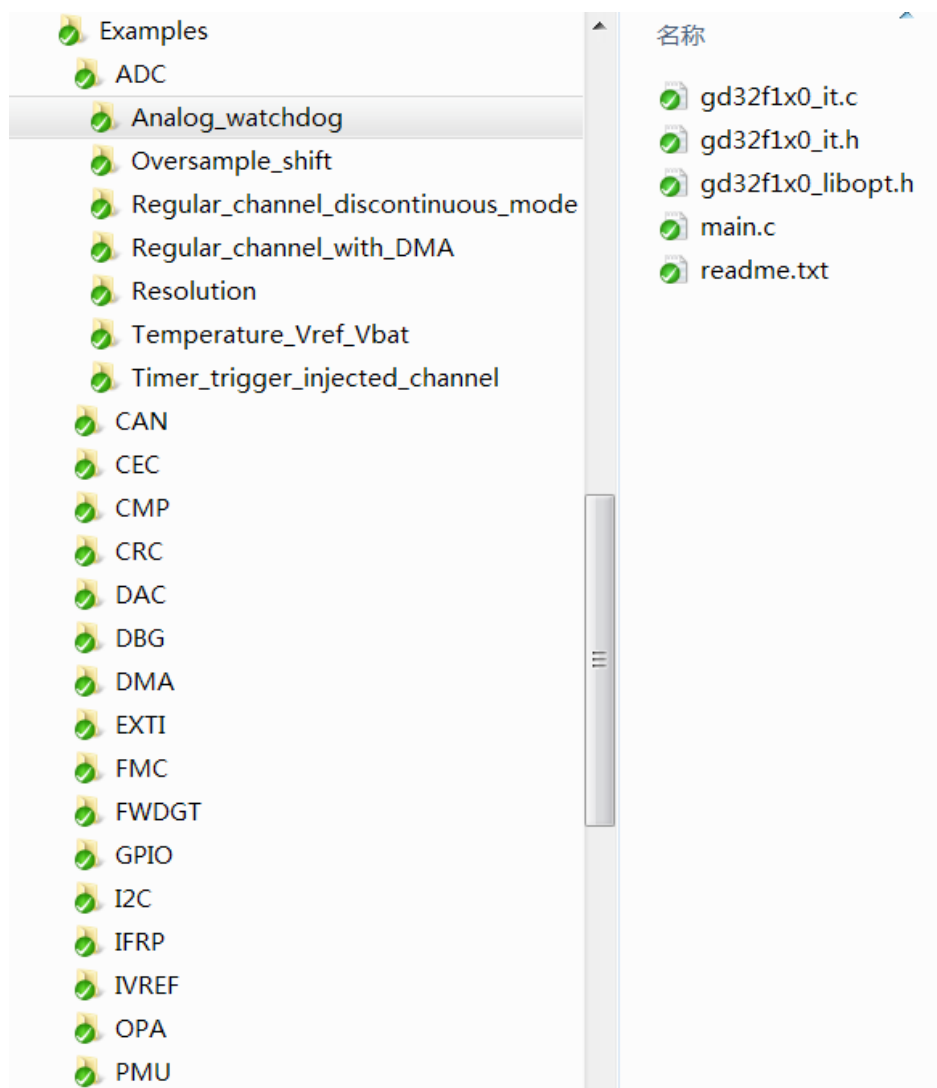 Examples
ADC
Analog_watchdog
Oversample_shift
Regular_channel_discontinuous_mode
Regular_channel_with_DMA
Resolution
Temperature_Vref_Vbat
Timer_trigger_injected_channel
CAN
CEC
CMP
CRC
DAC
DBG
DMA
EXTI
FMC
FWDGT
GPIO
I2C
IFRP
IVREF
OPA
PMU
名称
gd32f1x0_it.c
gd32f1x0_it.h
gd32f1x0_libopt.h
main.c
readme.txt